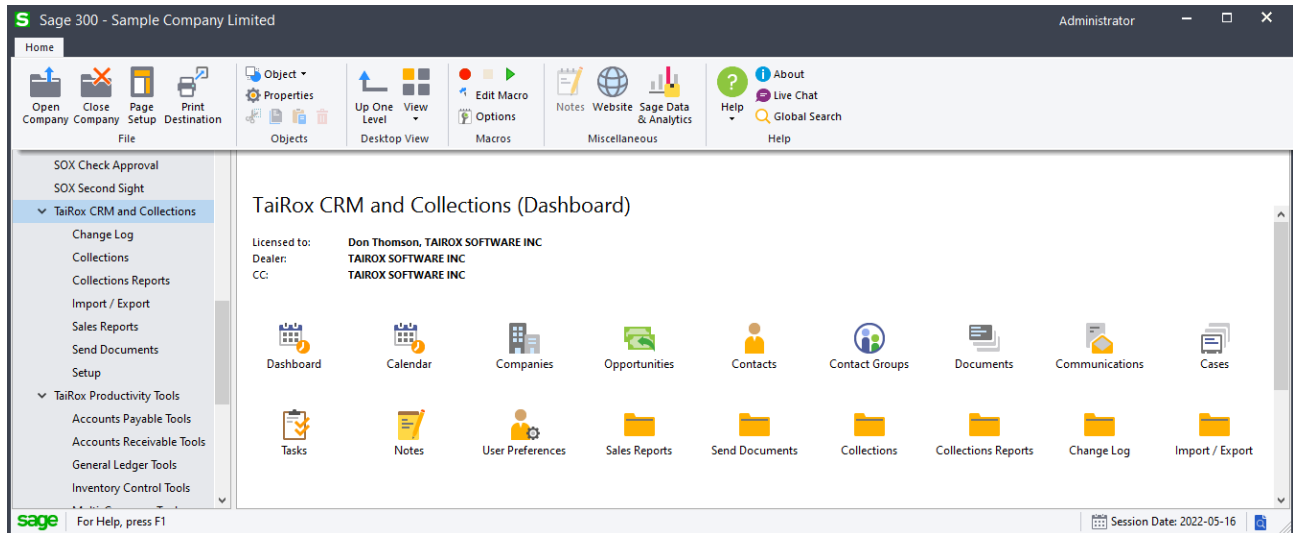 S Sage 300 - Sample Company Limited
Administrator
Home
Open Company
Close Company
Page Setup
Print Destination
File
Object
Properties
Objects
Up One Level
View
Desktop View
Edit Macro
Options
Macros
Notes
Website
Sage Data & Analytics
Miscellaneous
Help
About
Live Chat
Global Search
Help
SOX Check Approval
SOX Second Sight
TaiRox CRM and Collections
Change Log
Collections
Collections Reports
Import / Export
Sales Reports
Send Documents
Setup
TaiRox Productivity Tools
Accounts Payable Tools
Accounts Receivable Tools
General Ledger Tools
Inventory Control Tools
TaiRox CRM and Collections (Dashboard)
Licensed to: Don Thomson, TAIROX SOFTWARE INC
Dealer: TAIROX SOFTWARE INC
CC: TAIROX SOFTWARE INC
Dashboard Calendar Companies Opportunities Contacts Contact Groups Documents Communications Cases
Tasks Notes User Preferences Sales Reports Send Documents Collections Collections Reports Change Log Import / Export
sage For Help, press F1
Session Date: 2022-05-16